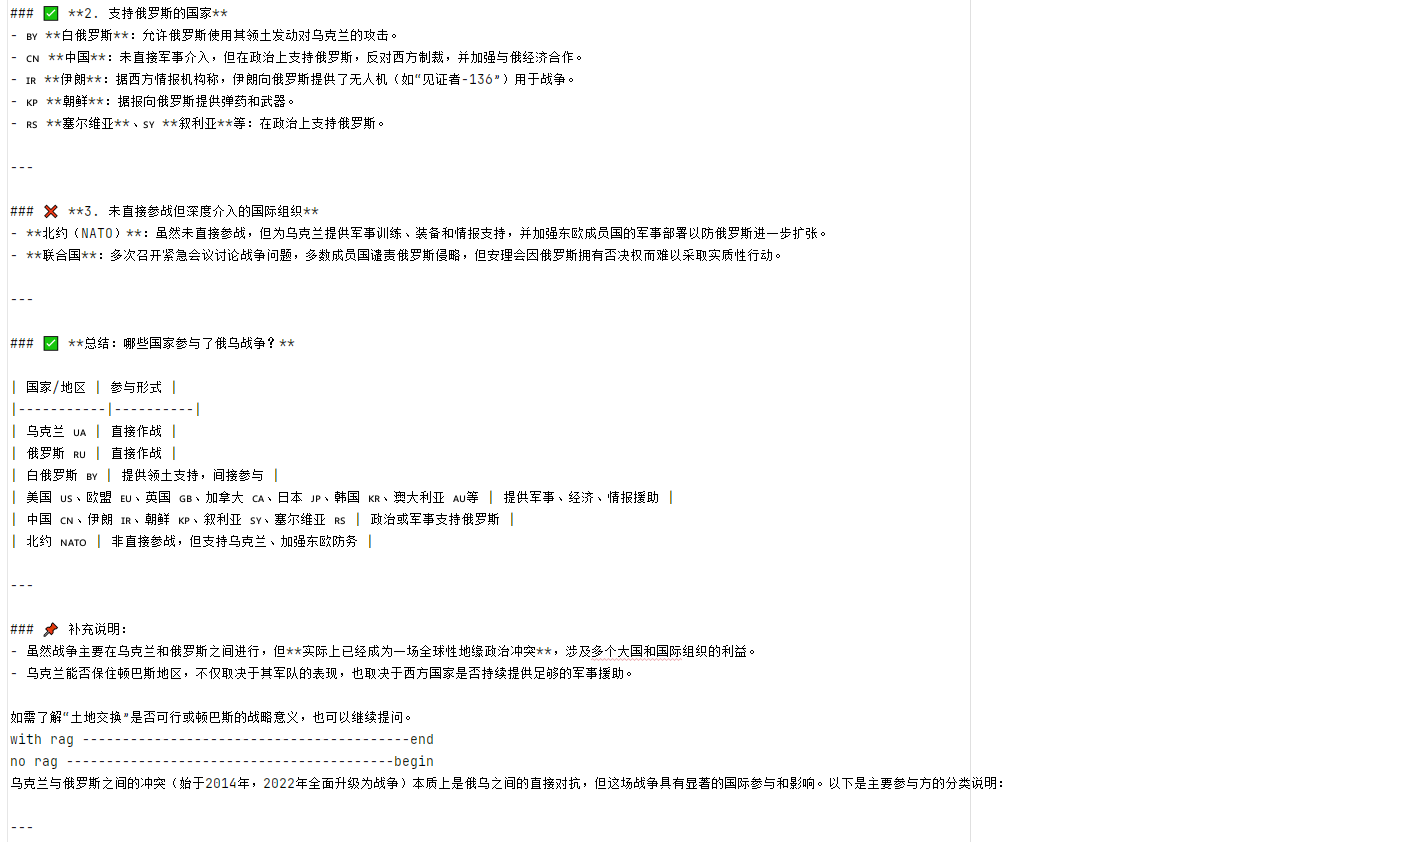 ### ✅ **2. 支持俄罗斯的国家**
- BY **白俄罗斯**: 允许俄罗斯使用其领土发动对乌克兰的攻击。
- CN **中国**: 未直接军事介入，但在政治上支持俄罗斯，反对西方制裁，并加强与俄经济合作。
- IR **伊朗**: 据西方情报机构称，伊朗向俄罗斯提供了无人机（如“见证者-136”）用于战争。
- KP **朝鲜**: 据报向俄罗斯提供弹药和武器。
- RS **塞尔维亚**、SY **叙利亚**等: 在政治上支持俄罗斯。
---
### ❌ **3. 未直接参战但深度介入的国际组织**
- **北约（NATO）**: 虽然未直接参战，但为乌克兰提供军事训练、装备和情报支持，并加强东欧成员国的军事部署以防俄罗斯进一步扩张。
- **联合国**: 多次召开紧急会议讨论战争问题，多数成员国谴责俄罗斯侵略，但安理会因俄罗斯拥有否决权而难以采取实质性行动。
---
### ✅ **总结: 哪些国家参与了俄乌战争？**
| 国家/地区 | 参与形式 |
|-----------|----------|
| 乌克兰 UA | 直接作战 |
| 俄罗斯 RU | 直接作战 |
| 白俄罗斯 BY | 提供领土支持，间接参与 |
| 美国 US、欧盟 EU、英国 GB、加拿大 CA、日本 JP、韩国 KR、澳大利亚 AU等 | 提供军事、经济、情报援助 |
| 中国 CN、伊朗 IR、朝鲜 KP、叙利亚 SY、塞尔维亚 RS | 政治或军事支持俄罗斯 |
| 北约 NATO | 非直接参战，但支持乌克兰、加强东欧防务 |
---
### 📌 补充说明:
- 虽然战争主要在乌克兰和俄罗斯之间进行，但**实际上已经成为一场全球性地缘政治冲突**，涉及多个大国和国际组织的利益。
- 乌克兰能否保住顿巴斯地区，不仅取决于其军队的表现，也取决于西方国家是否持续提供足够的军事援助。
如需了解“土地交换”是否可行或顿巴斯的战略意义，也可以继续提问。
with rag -----------------------------------------end
no rag -----------------------------------------begin
乌克兰与俄罗斯之间的冲突（始于2014年，2022年全面升级为战争）本质上是俄乌之间的直接对抗，但这场战争具有显著的国际参与和影响。以下是主要参与方的分类说明:
---